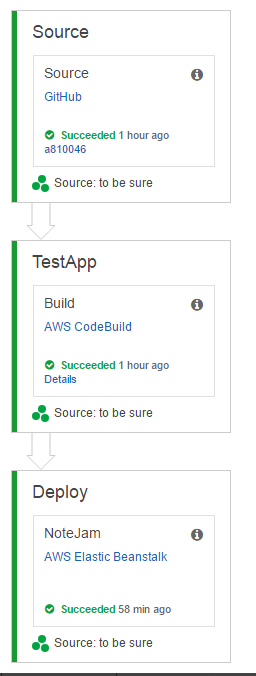 Source
Source
GitHub
Succeeded 1 hour ago
a810046
Source: to be sure
TestApp
Build
AWS CodeBuild
Succeeded 1 hour ago
Details
Source: to be sure
Deploy
NoteJam
AWS Elastic Beanstalk
Succeeded 58 min ago
Source: to be sure